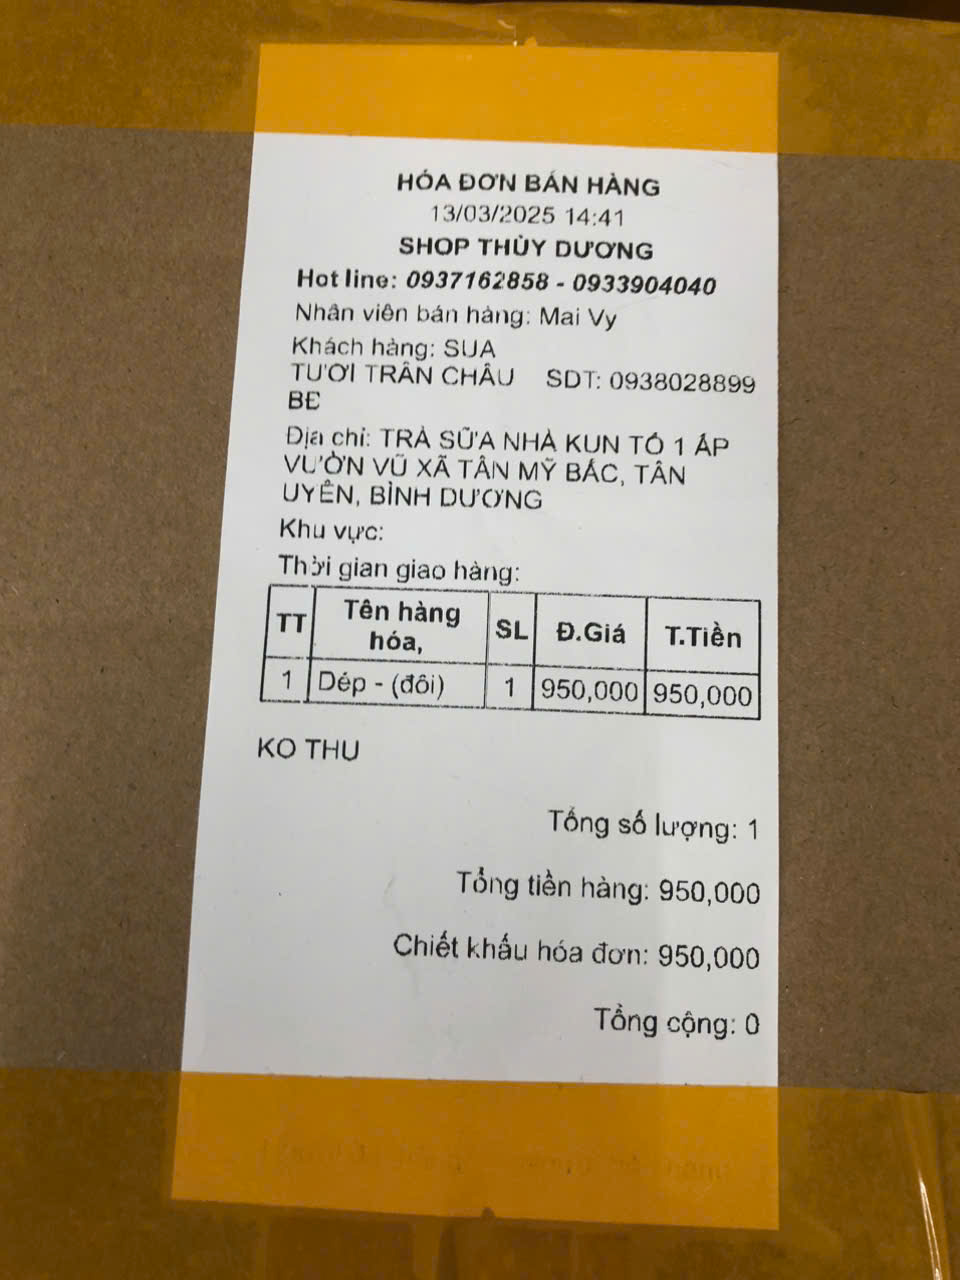 HÓA ĐƠN BÁN HÀNG
13/03/2025 14:41
SHOP THÙY DƯƠNG
Hot line: 0937162858 - 0933904040
Nhân viên bán hàng: Mai Vy
Khách hàng: SUA
TƯƠI TRÂN CHÂU SDT: 0938028899
BE
Địa chỉ: TRÀ SỮA NHÀ KUN TỔ 1 ẤP
VƯỜN VŨ XÃ TÂN MỸ BẮC, TÂN
UYÊN, BÌNH DƯƠNG
Khu vực:
Thời gian giao hàng:
TT Tên hàng hóa, SL Đ.Giá T.Tiền
1 Dép - (đôi) 1 950,000 950,000
KO THU
Tổng số lượng: 1
Tổng tiền hàng: 950,000
Chiết khấu hóa đơn: 950,000
Tổng cộng: 0